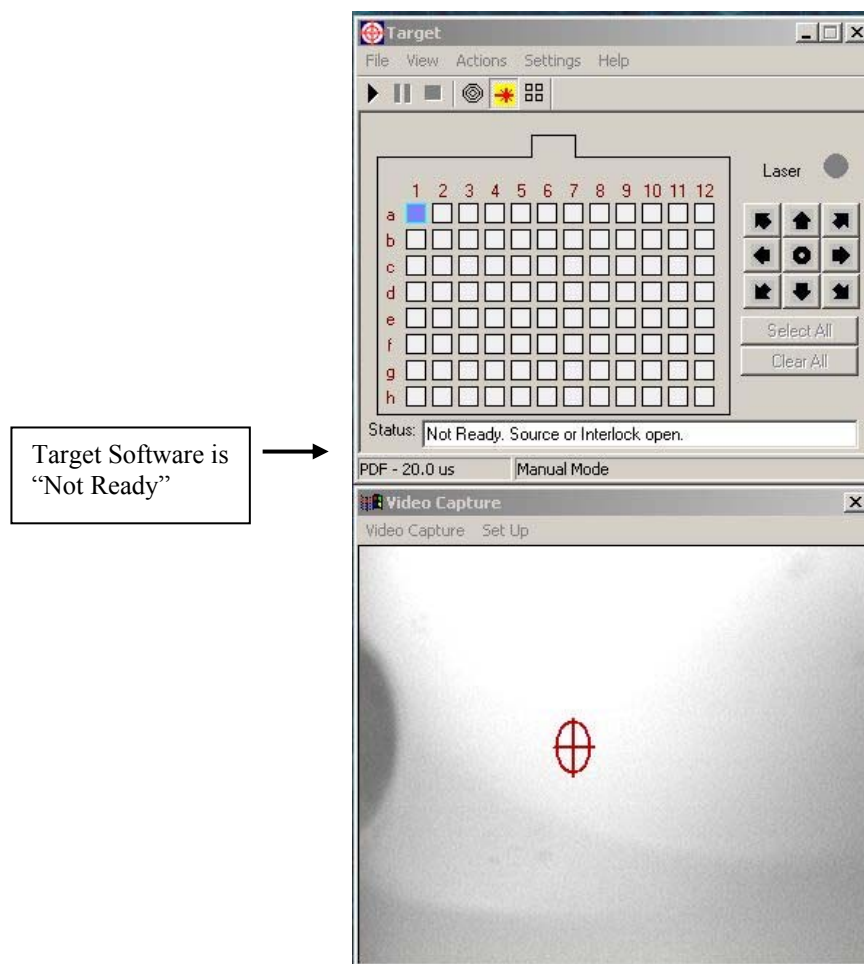 Target
File View Actions Settings Help
Laser
1 2 3 4 5 6 7 8 9 10 11 12
a
b
c
d
e
f
g
h
Select All
Clear All
Status: Not Ready. Source or Interlock open.
PDF - 20.0 us Manual Mode
Target Software is
“Not Ready”
Video Capture
Video Capture Set Up